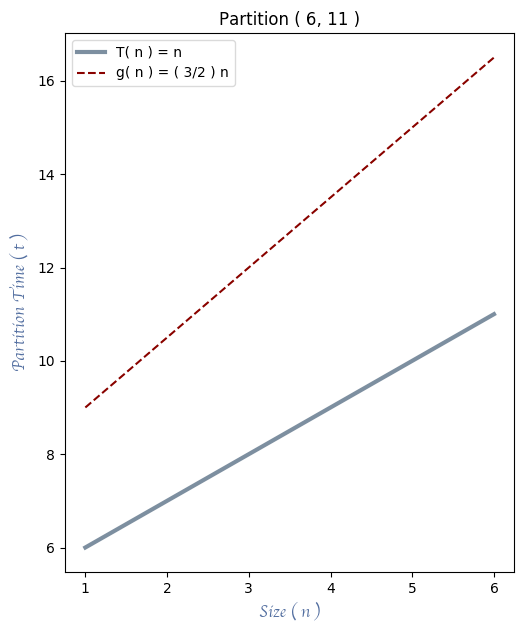 Partition ( 6, 11 )
T( n ) = n
g( n ) = ( 3/2 ) n
16
14
12
10
8
6
Partition Time ( t )
1 2 3 4 5 6
Size ( n )